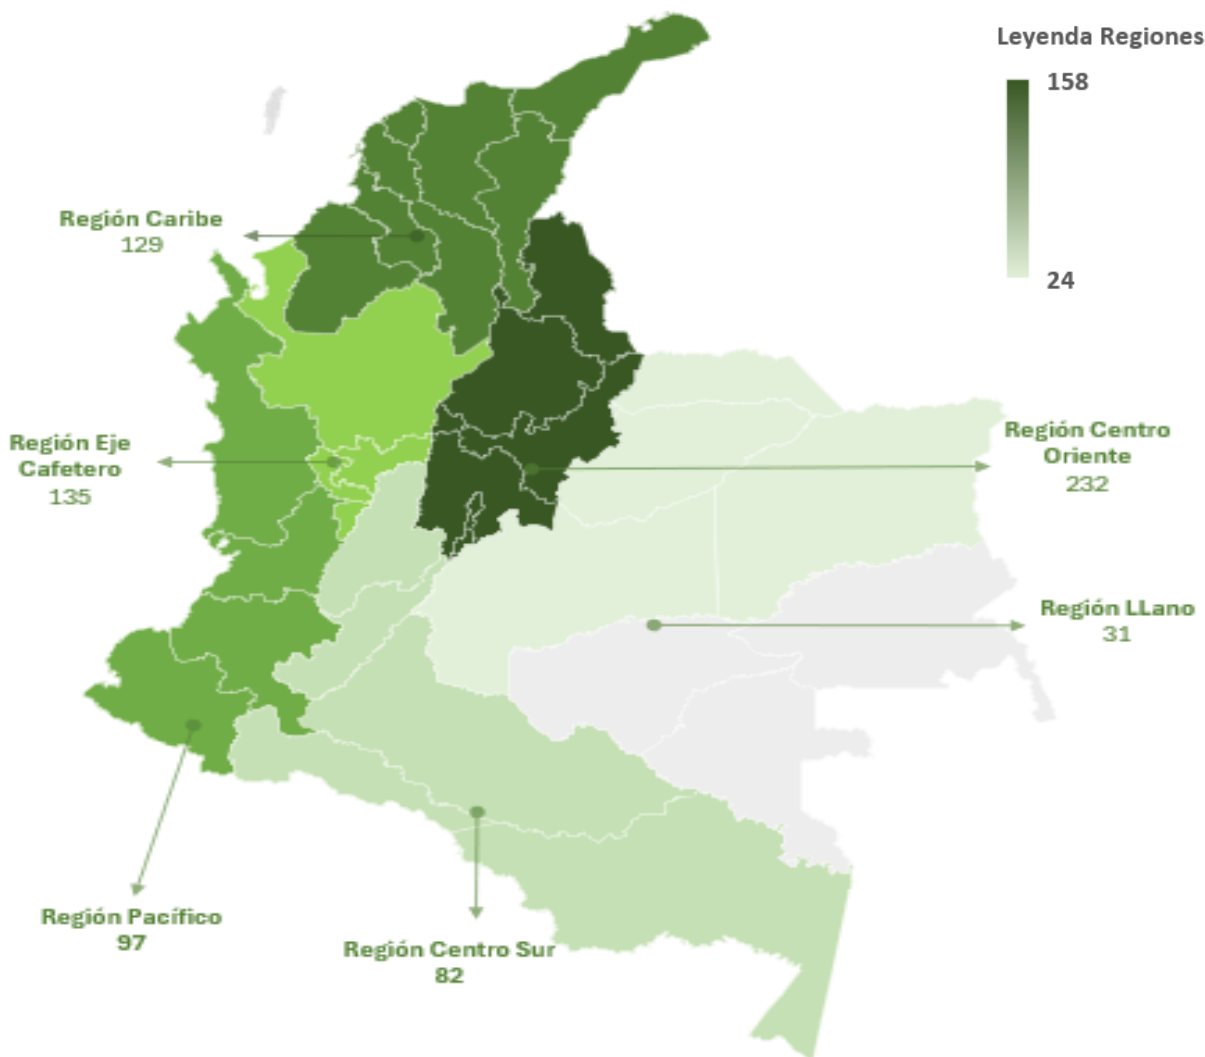 Leyenda Regiones
158
24
Región Caribe
129
Región Eje
Cafetero
135
Región Centro
Oriente
232
Región LLano
31
Región Pacífico
97
Región Centro Sur
82